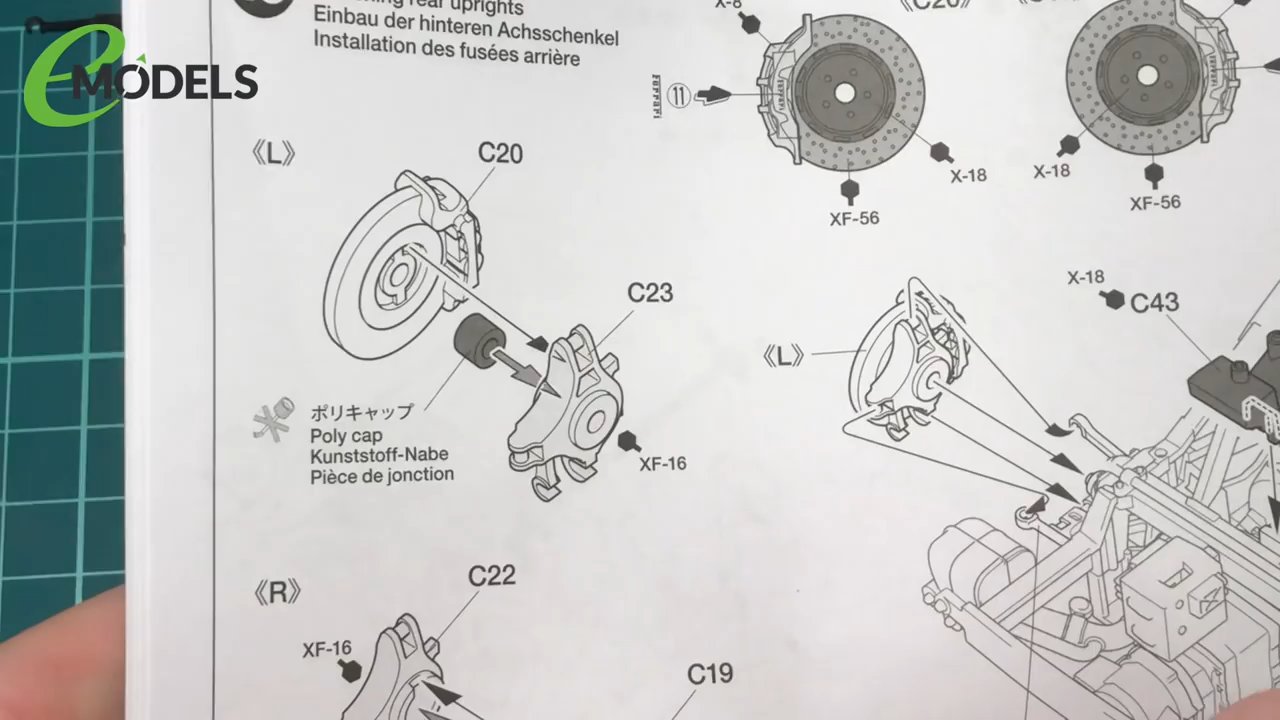 eMODELS
rear uprights
Einbau der hinteren Achsschenkel
Installation des fusées arrière
《L》
C20
C23
ポリキャップ
Poly cap
Kunststoff-Nabe
Pièce de jonction
XF-16
《R》
C22
XF-16
C19
X-8
《C20》
Ferrari
⑪
X-18
XF-56
X-18
XF-56
《L》
X-18
C43